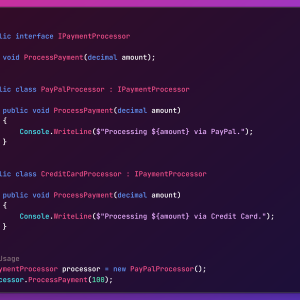 lic interface IPaymentProcessor
void ProcessPayment(decimal amount);
lic class PayPalProcessor : IPaymentProcessor
public void ProcessPayment(decimal amount)
{
Console.WriteLine($"Processing ${amount} via PayPal.");
}
lic class CreditCardProcessor : IPaymentProcessor
public void ProcessPayment(decimal amount)
{
Console.WriteLine($"Processing ${amount} via Credit Card.");
}
Usage
ymentProcessor processor = new PayPalProcessor();
cessor.ProcessPayment(100);